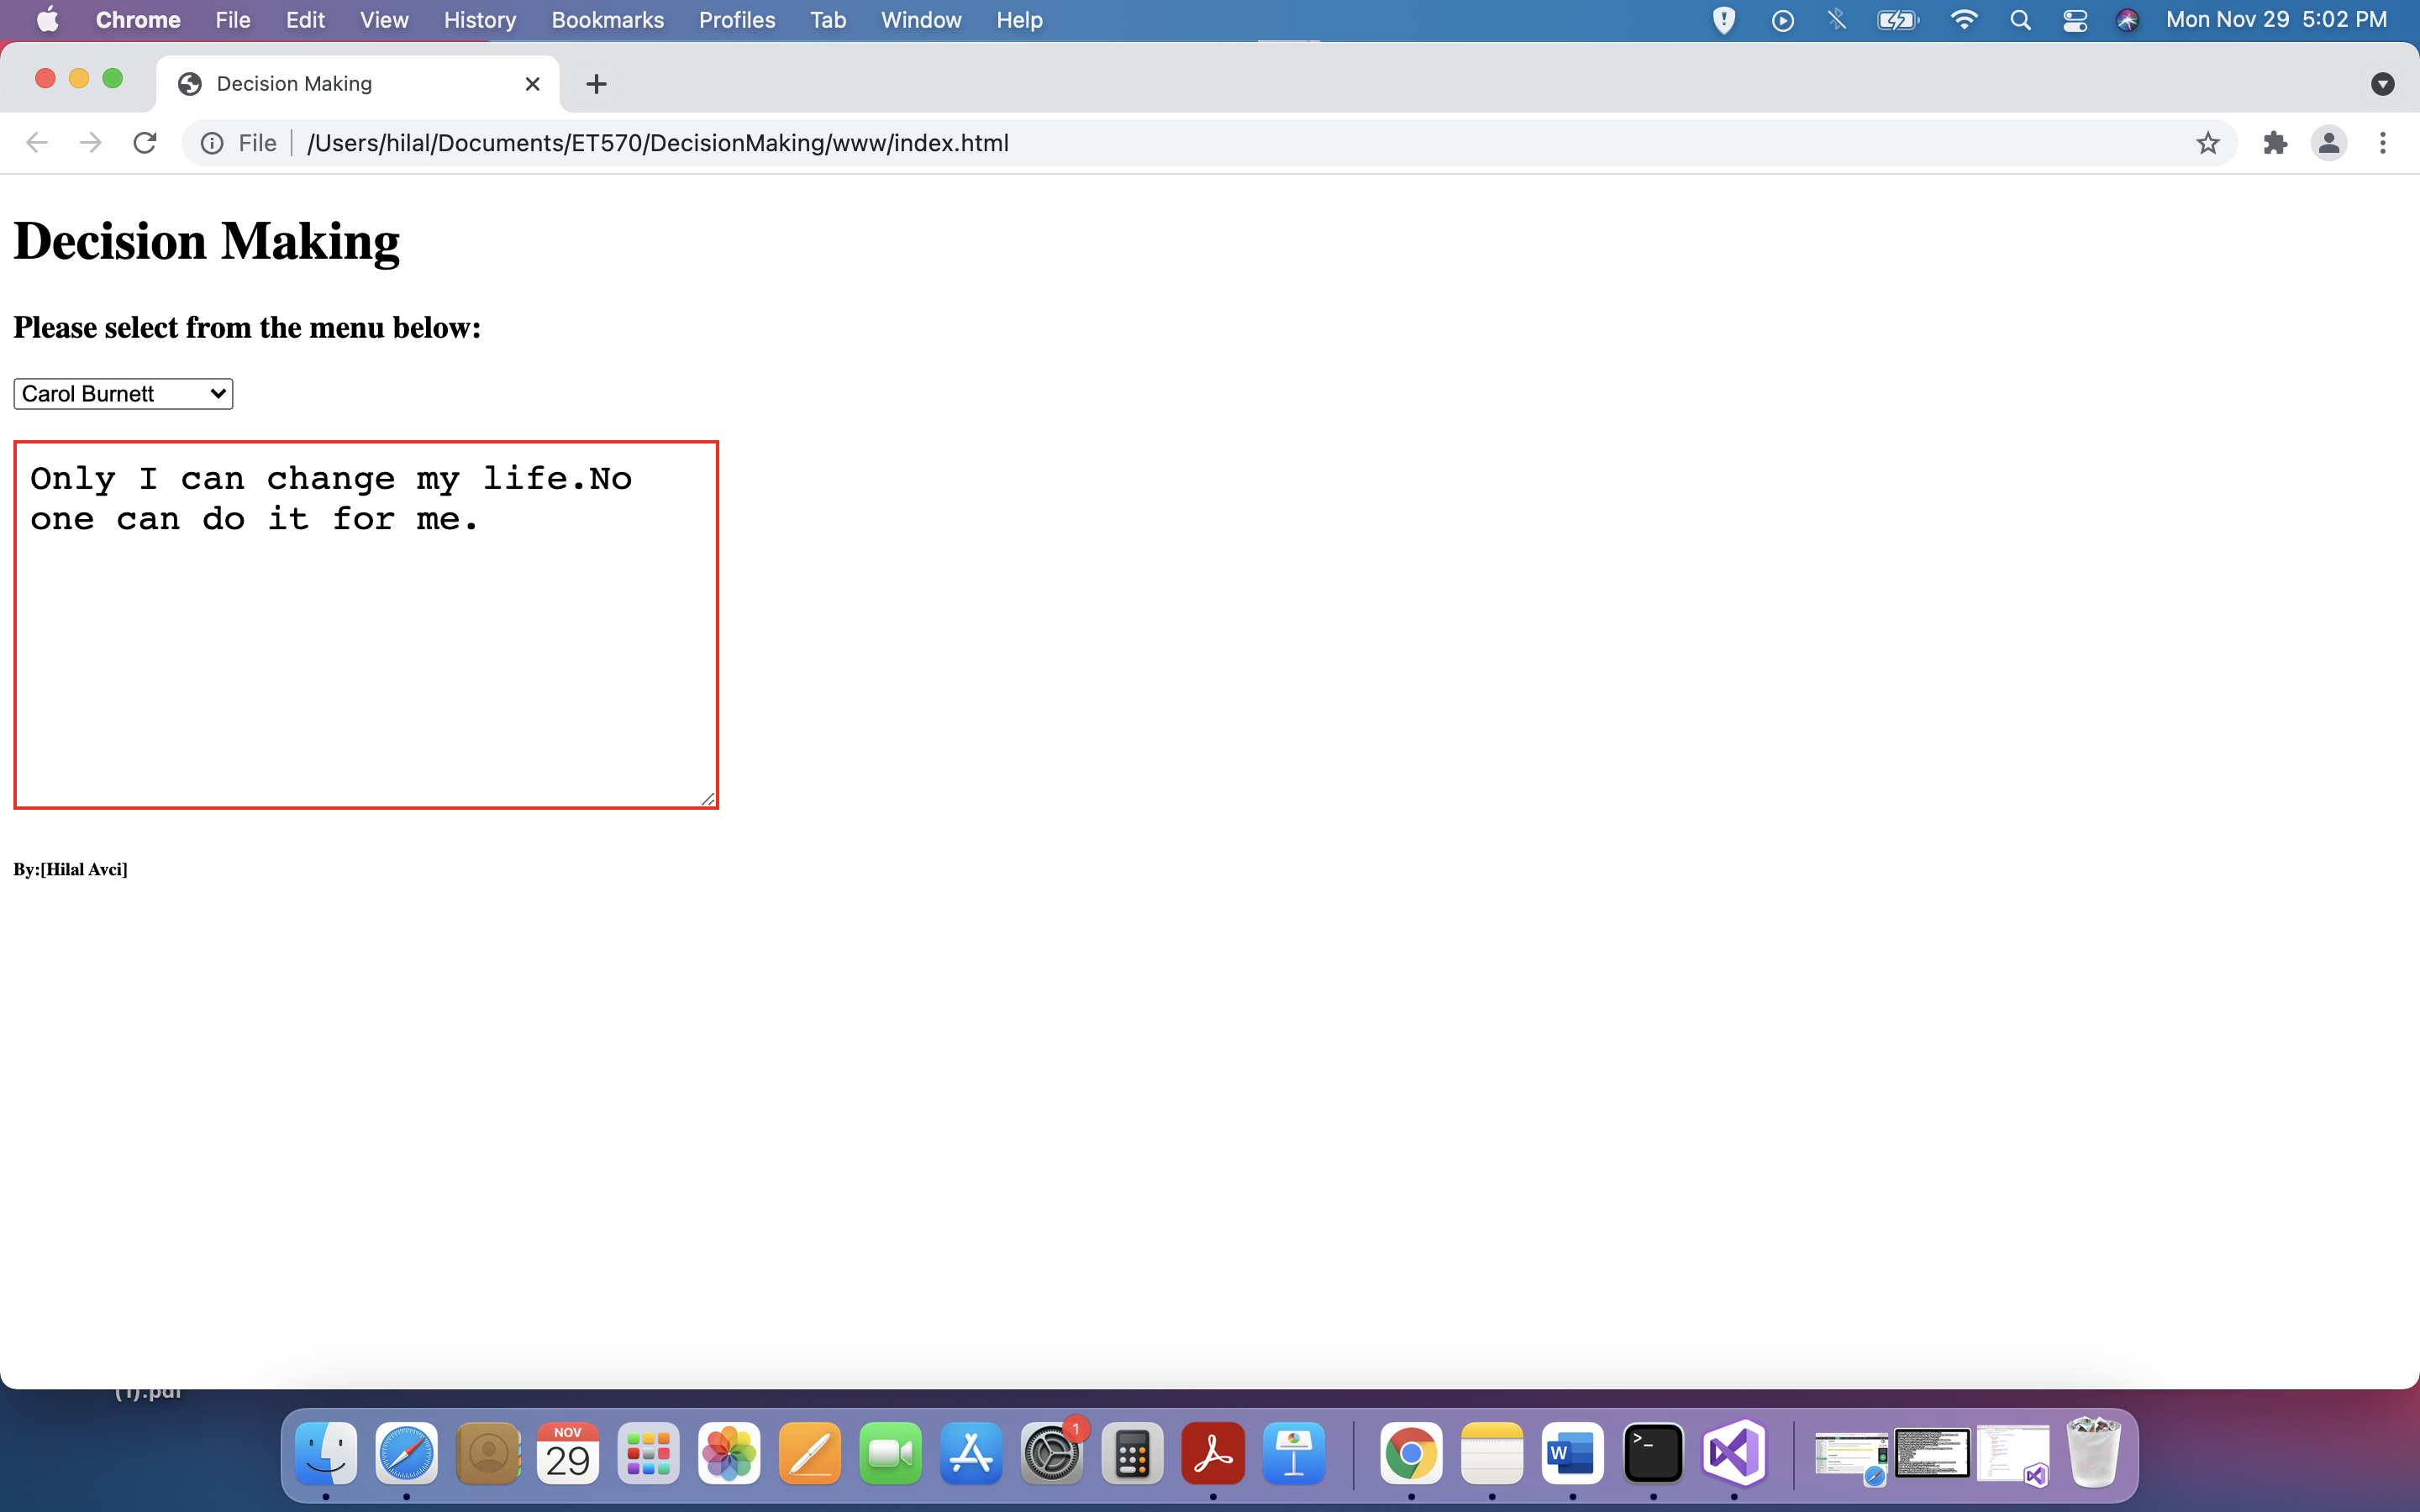 Chrome File Edit View History Bookmarks Profiles Tab Window Help Mon Nov 29 5:02 PM
Decision Making
File /Users/hilal/Documents/ET570/DecisionMaking/www/index.html
Decision Making
Please select from the menu below:
Carol Burnett
Only I can change my life.No
one can do it for me.
By:[Hilal Avci]
(1).pdf
NOV
29
1
W
>_